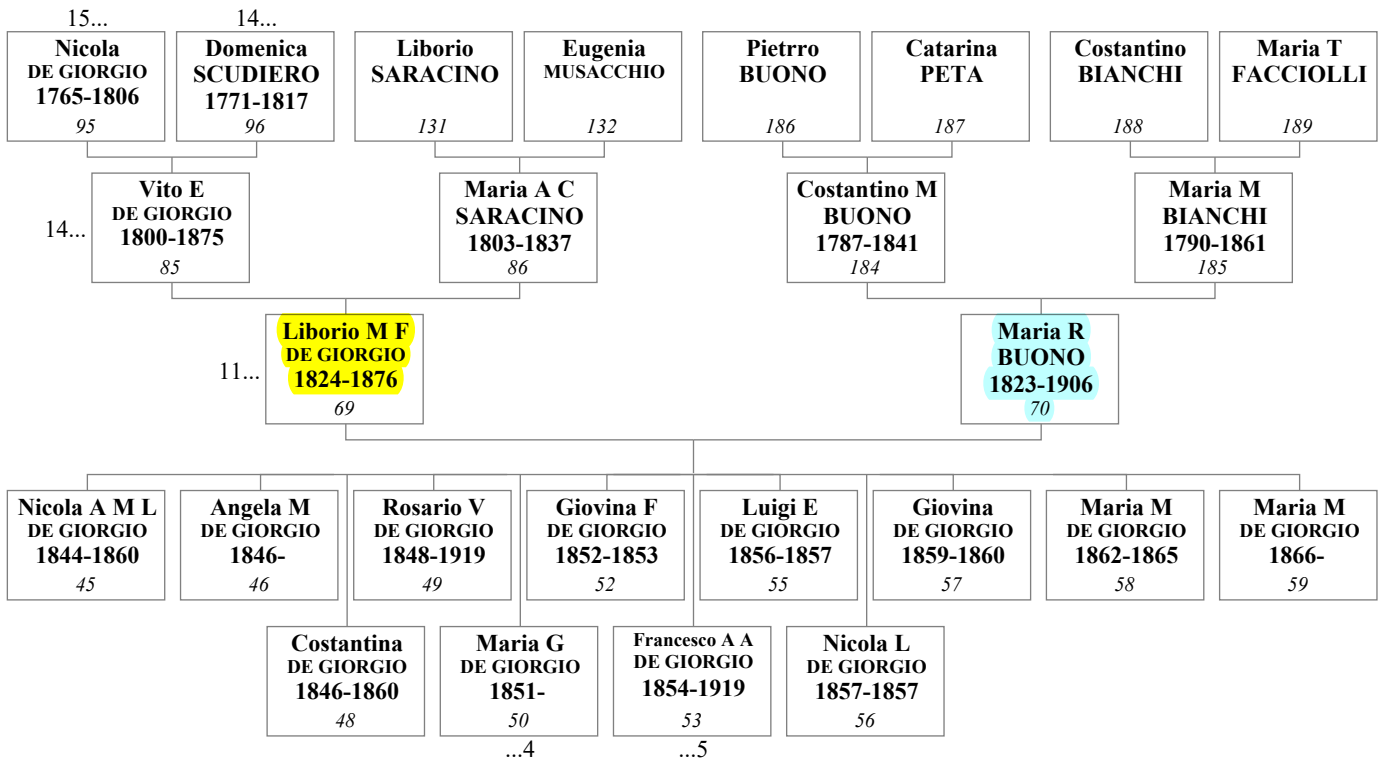 15...
14...
Nicola
DE GIORGIO
1765-1806
95
Domenica
SCUDIERO
1771-1817
96
Liborio
SARACINO
131
Eugenia
MUSACCHIO
132
Pietrro
BUONO
186
Catarina
PETA
187
Costantino
BIANCHI
188
Maria T
FACCIOLLI
189
14...
Vito E
DE GIORGIO
1800-1875
85
Maria A C
SARACINO
1803-1837
86
Costantino M
BUONO
1787-1841
184
Maria M
BIANCHI
1790-1861
185
11...
Liborio M F
DE GIORGIO
1824-1876
69
Maria R
BUONO
1823-1906
70
Nicola A M L
DE GIORGIO
1844-1860
45
Angela M
DE GIORGIO
1846-
46
Rosario V
DE GIORGIO
1848-1919
49
Giovina F
DE GIORGIO
1852-1853
52
Luigi E
DE GIORGIO
1856-1857
55
Giovina
DE GIORGIO
1859-1860
57
Maria M
DE GIORGIO
1862-1865
58
Maria M
DE GIORGIO
1866-
59
Costantina
DE GIORGIO
1846-1860
48
Maria G
DE GIORGIO
1851-
50
Francesco A A
DE GIORGIO
1854-1919
53
Nicola L
DE GIORGIO
1857-1857
56
...4
...5